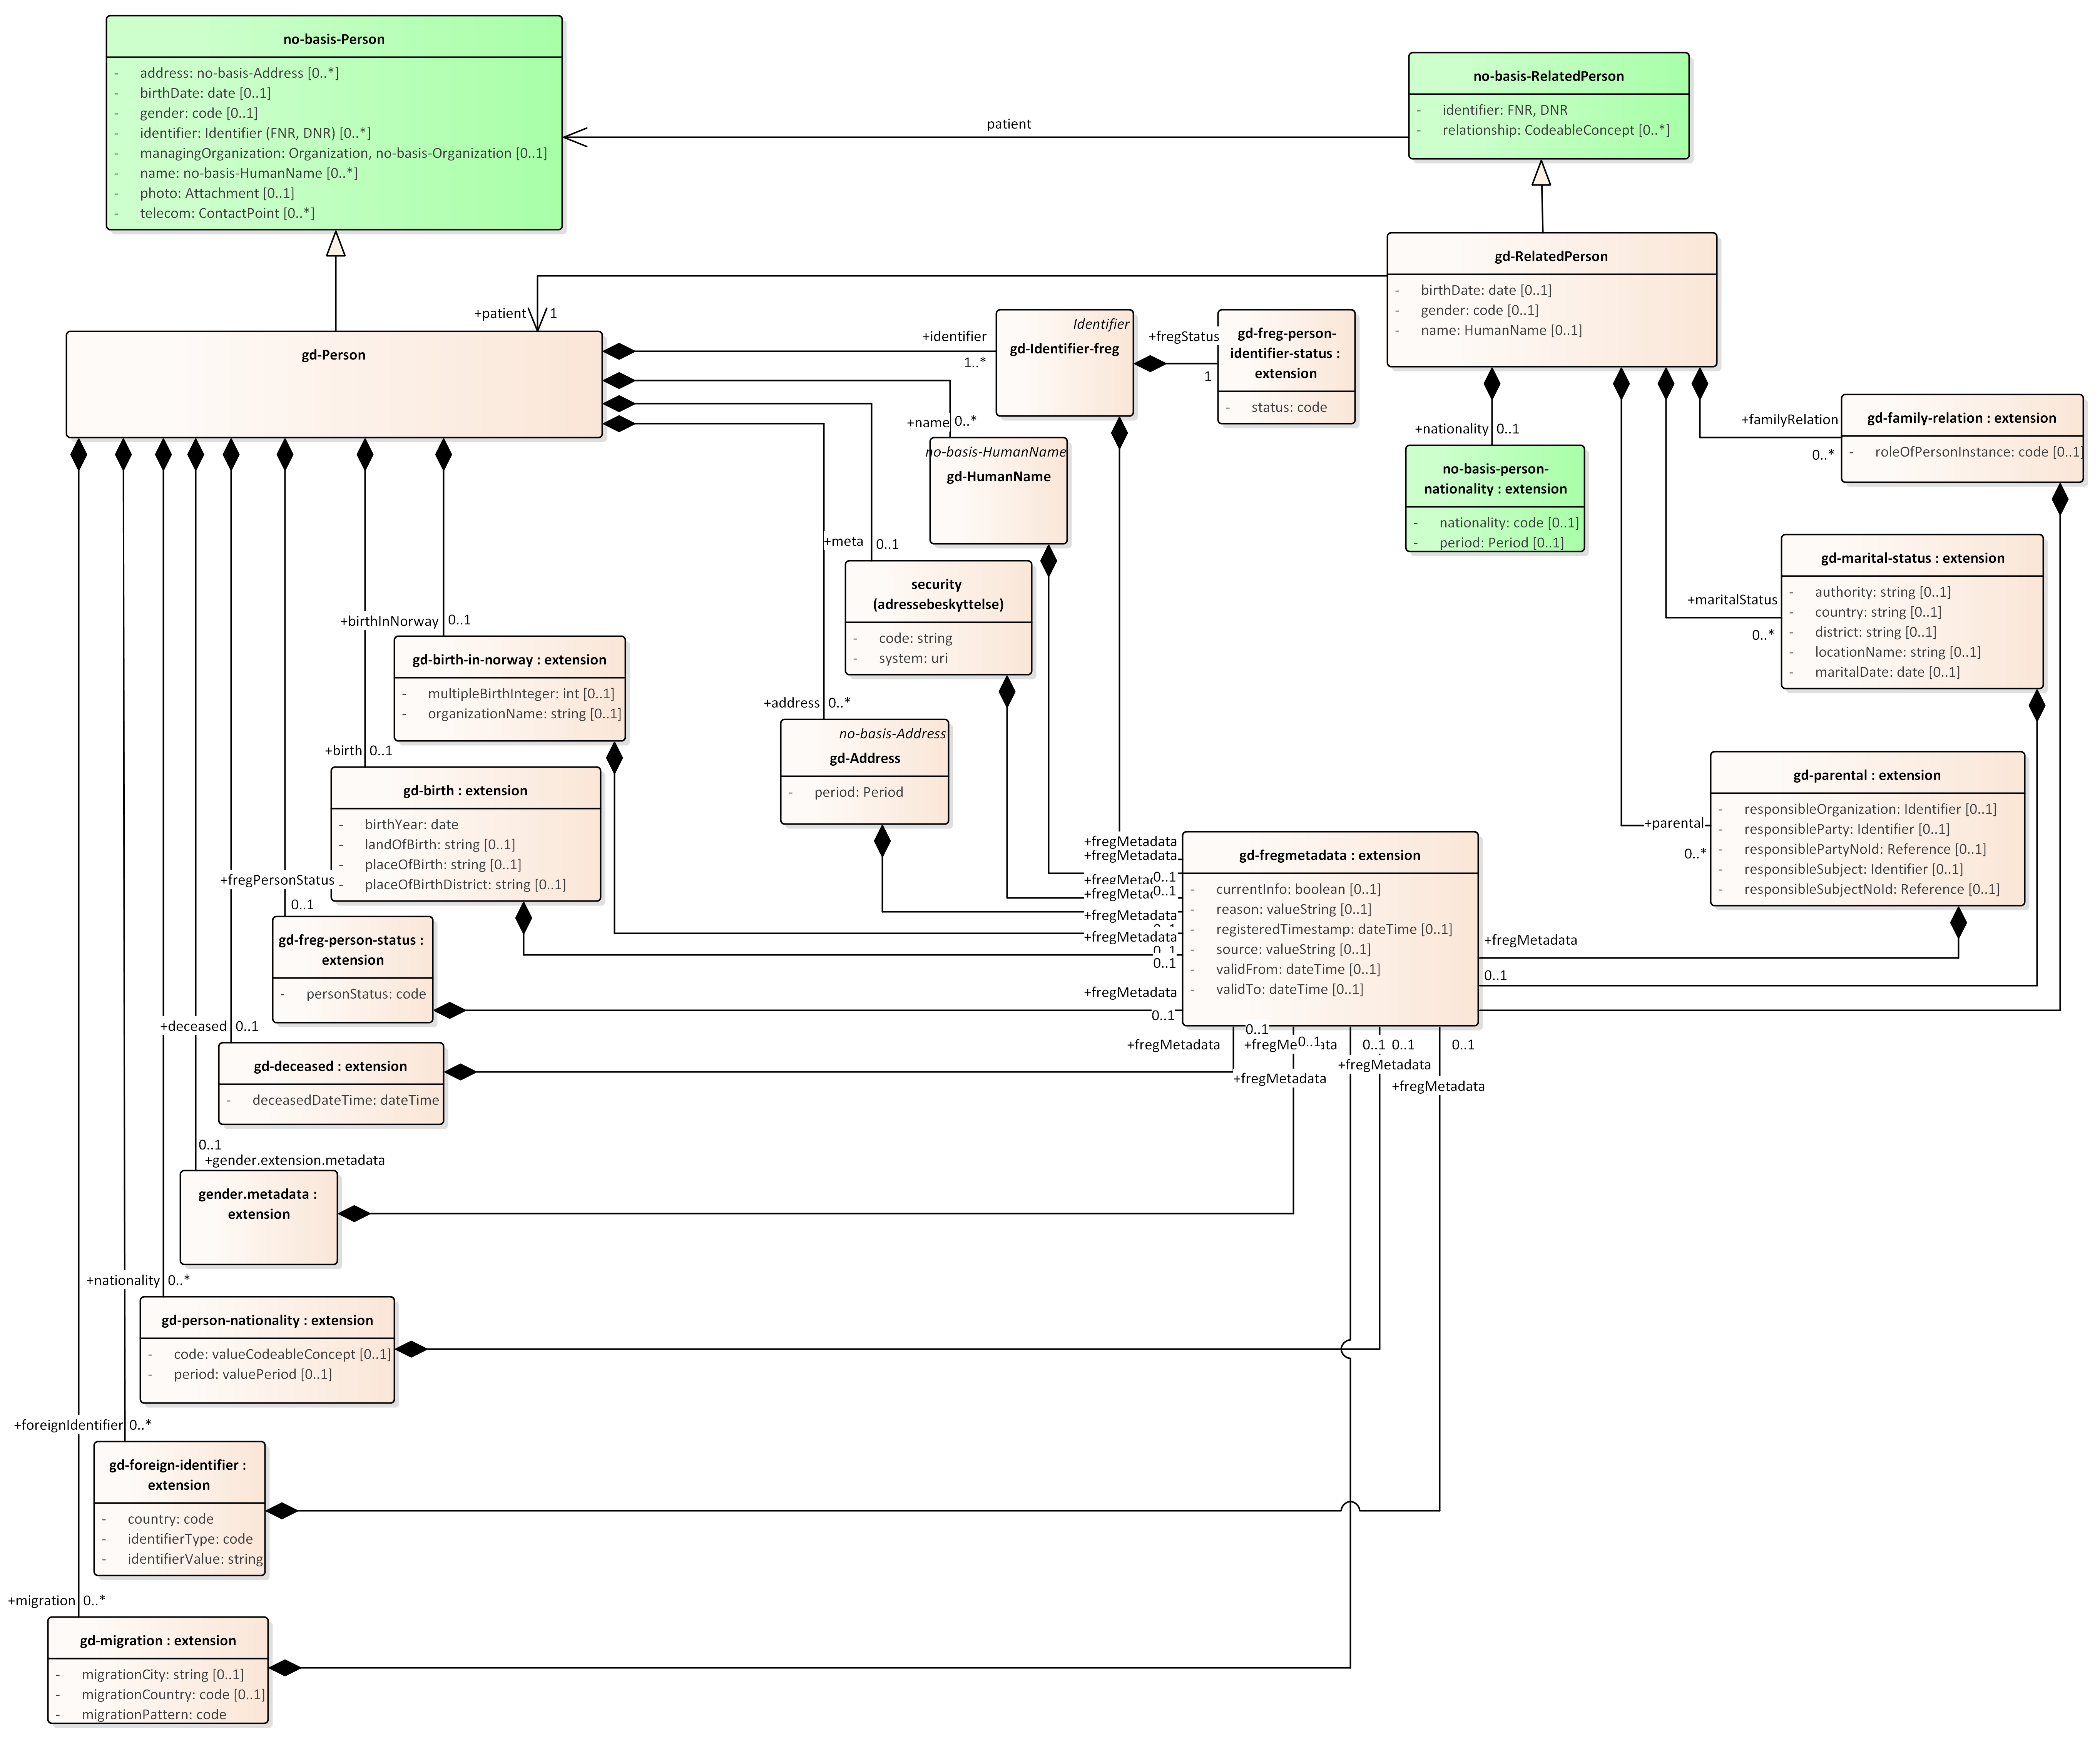 no-basis-Person
- address: no-basis-Address [0..*]
- birthDate: date [0..1]
- gender: code [0..1]
- identifier: Identifier (FNR, DNR) [0..*]
- managingOrganization: Organization, no-basis-Organization [0..1]
- name: no-basis-HumanName [0..*]
- photo: Attachment [0..1]
- telecom: ContactPoint [0..*]
patient
no-basis-RelatedPerson
- identifier: FNR, DNR
- relationship: CodeableConcept [0..*]
gd-RelatedPerson
- birthDate: date [0..1]
- gender: code [0..1]
- name: HumanName [0..1]
+patient 1
gd-Person
+identifier
1..*
Identifier
gd-Identifier-freg
+fregStatus
1
gd-freg-person-
identifier-status :
extension
- status: code
+name 0..*
no-basis-HumanName
gd-HumanName
+nationality 0..1
no-basis-person-
nationality : extension
- nationality: code [0..1]
- period: Period [0..1]
+familyRelation
0..*
gd-family-relation : extension
- roleOfPersonInstance: code [0..1]
+meta 0..1
security
(adressebeskyttelse)
- code: string
- system: uri
+maritalStatus
0..*
gd-marital-status : extension
- authority: string [0..1]
- country: string [0..1]
- district: string [0..1]
- locationName: string [0..1]
- maritalDate: date [0..1]
+birthInNorway 0..1
gd-birth-in-norway : extension
- multipleBirthInteger: int [0..1]
- organizationName: string [0..1]
+address 0..*
no-basis-Address
gd-Address
- period: Period
+birth 0..1
gd-birth : extension
- birthYear: date
- landOfBirth: string [0..1]
- placeOfBirth: string [0..1]
- placeOfBirthDistrict: string [0..1]
+parental
0..*
gd-parental : extension
- responsibleOrganization: Identifier [0..1]
- responsibleParty: Identifier [0..1]
- responsiblePartyNoId: Reference [0..1]
- responsibleSubject: Identifier [0..1]
- responsibleSubjectNoId: Reference [0..1]
+fregMetadata
+fregMetadata
0..1
0..1
+fregMetadata
+fregMetadata
0..1
0..1
+fregMetadata
0..1
gd-fregmetadata : extension
- currentInfo: boolean [0..1]
- reason: valueString [0..1]
- registeredTimestamp: dateTime [0..1]
- source: valueString [0..1]
- validFrom: dateTime [0..1]
- validTo: dateTime [0..1]
+fregMetadata
0..1
+fregPersonStatus
0..1
gd-freg-person-status :
extension
- personStatus: code
+deceased 0..1
gd-deceased : extension
- deceasedDateTime: dateTime
0..1
+fregMetadata
0..1
0..1 0..1
0..1
+fregMetadata
+fregMetadata
+fregMetadata
0..1
+gender.extension.metadata
gender.metadata :
extension
+nationality 0..*
gd-person-nationality : extension
- code: valueCodeableConcept [0..1]
- period: valuePeriod [0..1]
+foreignIdentifier 0..*
gd-foreign-identifier :
extension
- country: code
- identifierType: code
- identifierValue: string
+migration 0..*
gd-migration : extension
- migrationCity: string [0..1]
- migrationCountry: code [0..1]
- migrationPattern: code